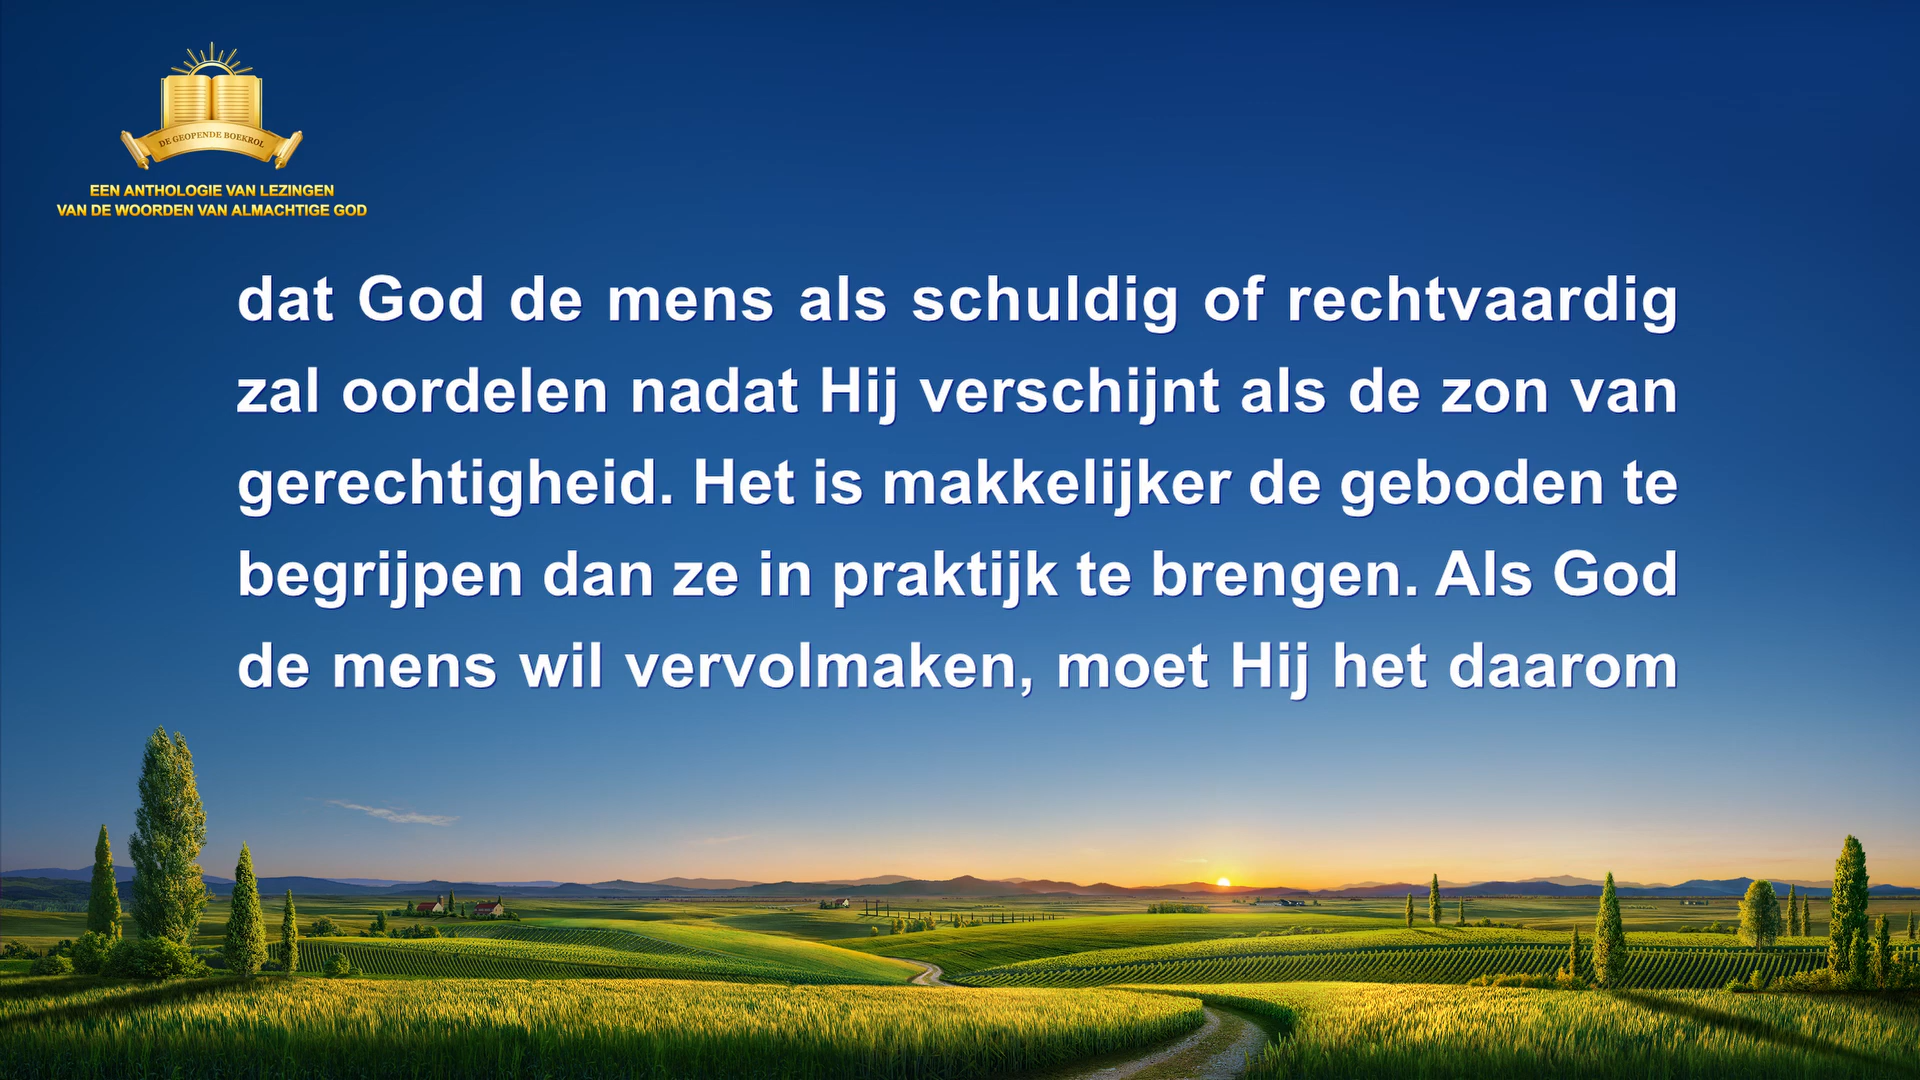 DE GEOPENDE BOEKROL
EEN ANTHOLOGIE VAN LEZINGEN
VAN DE WOORDEN VAN ALMACHTIGE GOD
dat God de mens als schuldig of rechtvaardig
zal oordelen nadat Hij verschijnt als de zon van
gerechtigheid. Het is makkelijker de geboden te
begrijpen dan ze in praktijk te brengen. Als God
de mens wil vervolmaken, moet Hij het daarom